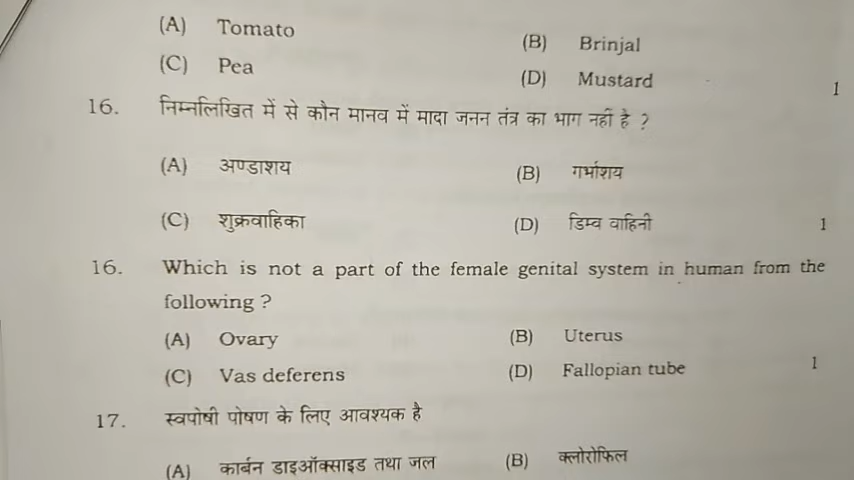 (A) Tomato (B) Brinjal
(C) Pea (D) Mustard 1
16. निम्नलिखित में से कौन मानव में मादा जनन तंत्र का भाग नहीं है ?
(A) अण्डाशय (B) गर्भाशय
(C) शुक्रवाहिका (D) डिम्ब वाहिनी 1
16. Which is not a part of the female genital system in human from the
following ?
(A) Ovary (B) Uterus
(C) Vas deferens (D) Fallopian tube 1
17. स्वपोषी पोषण के लिए आवश्यक है
(A) कार्बन डाइऑक्साइड तथा जल (B) क्लोरोफिल